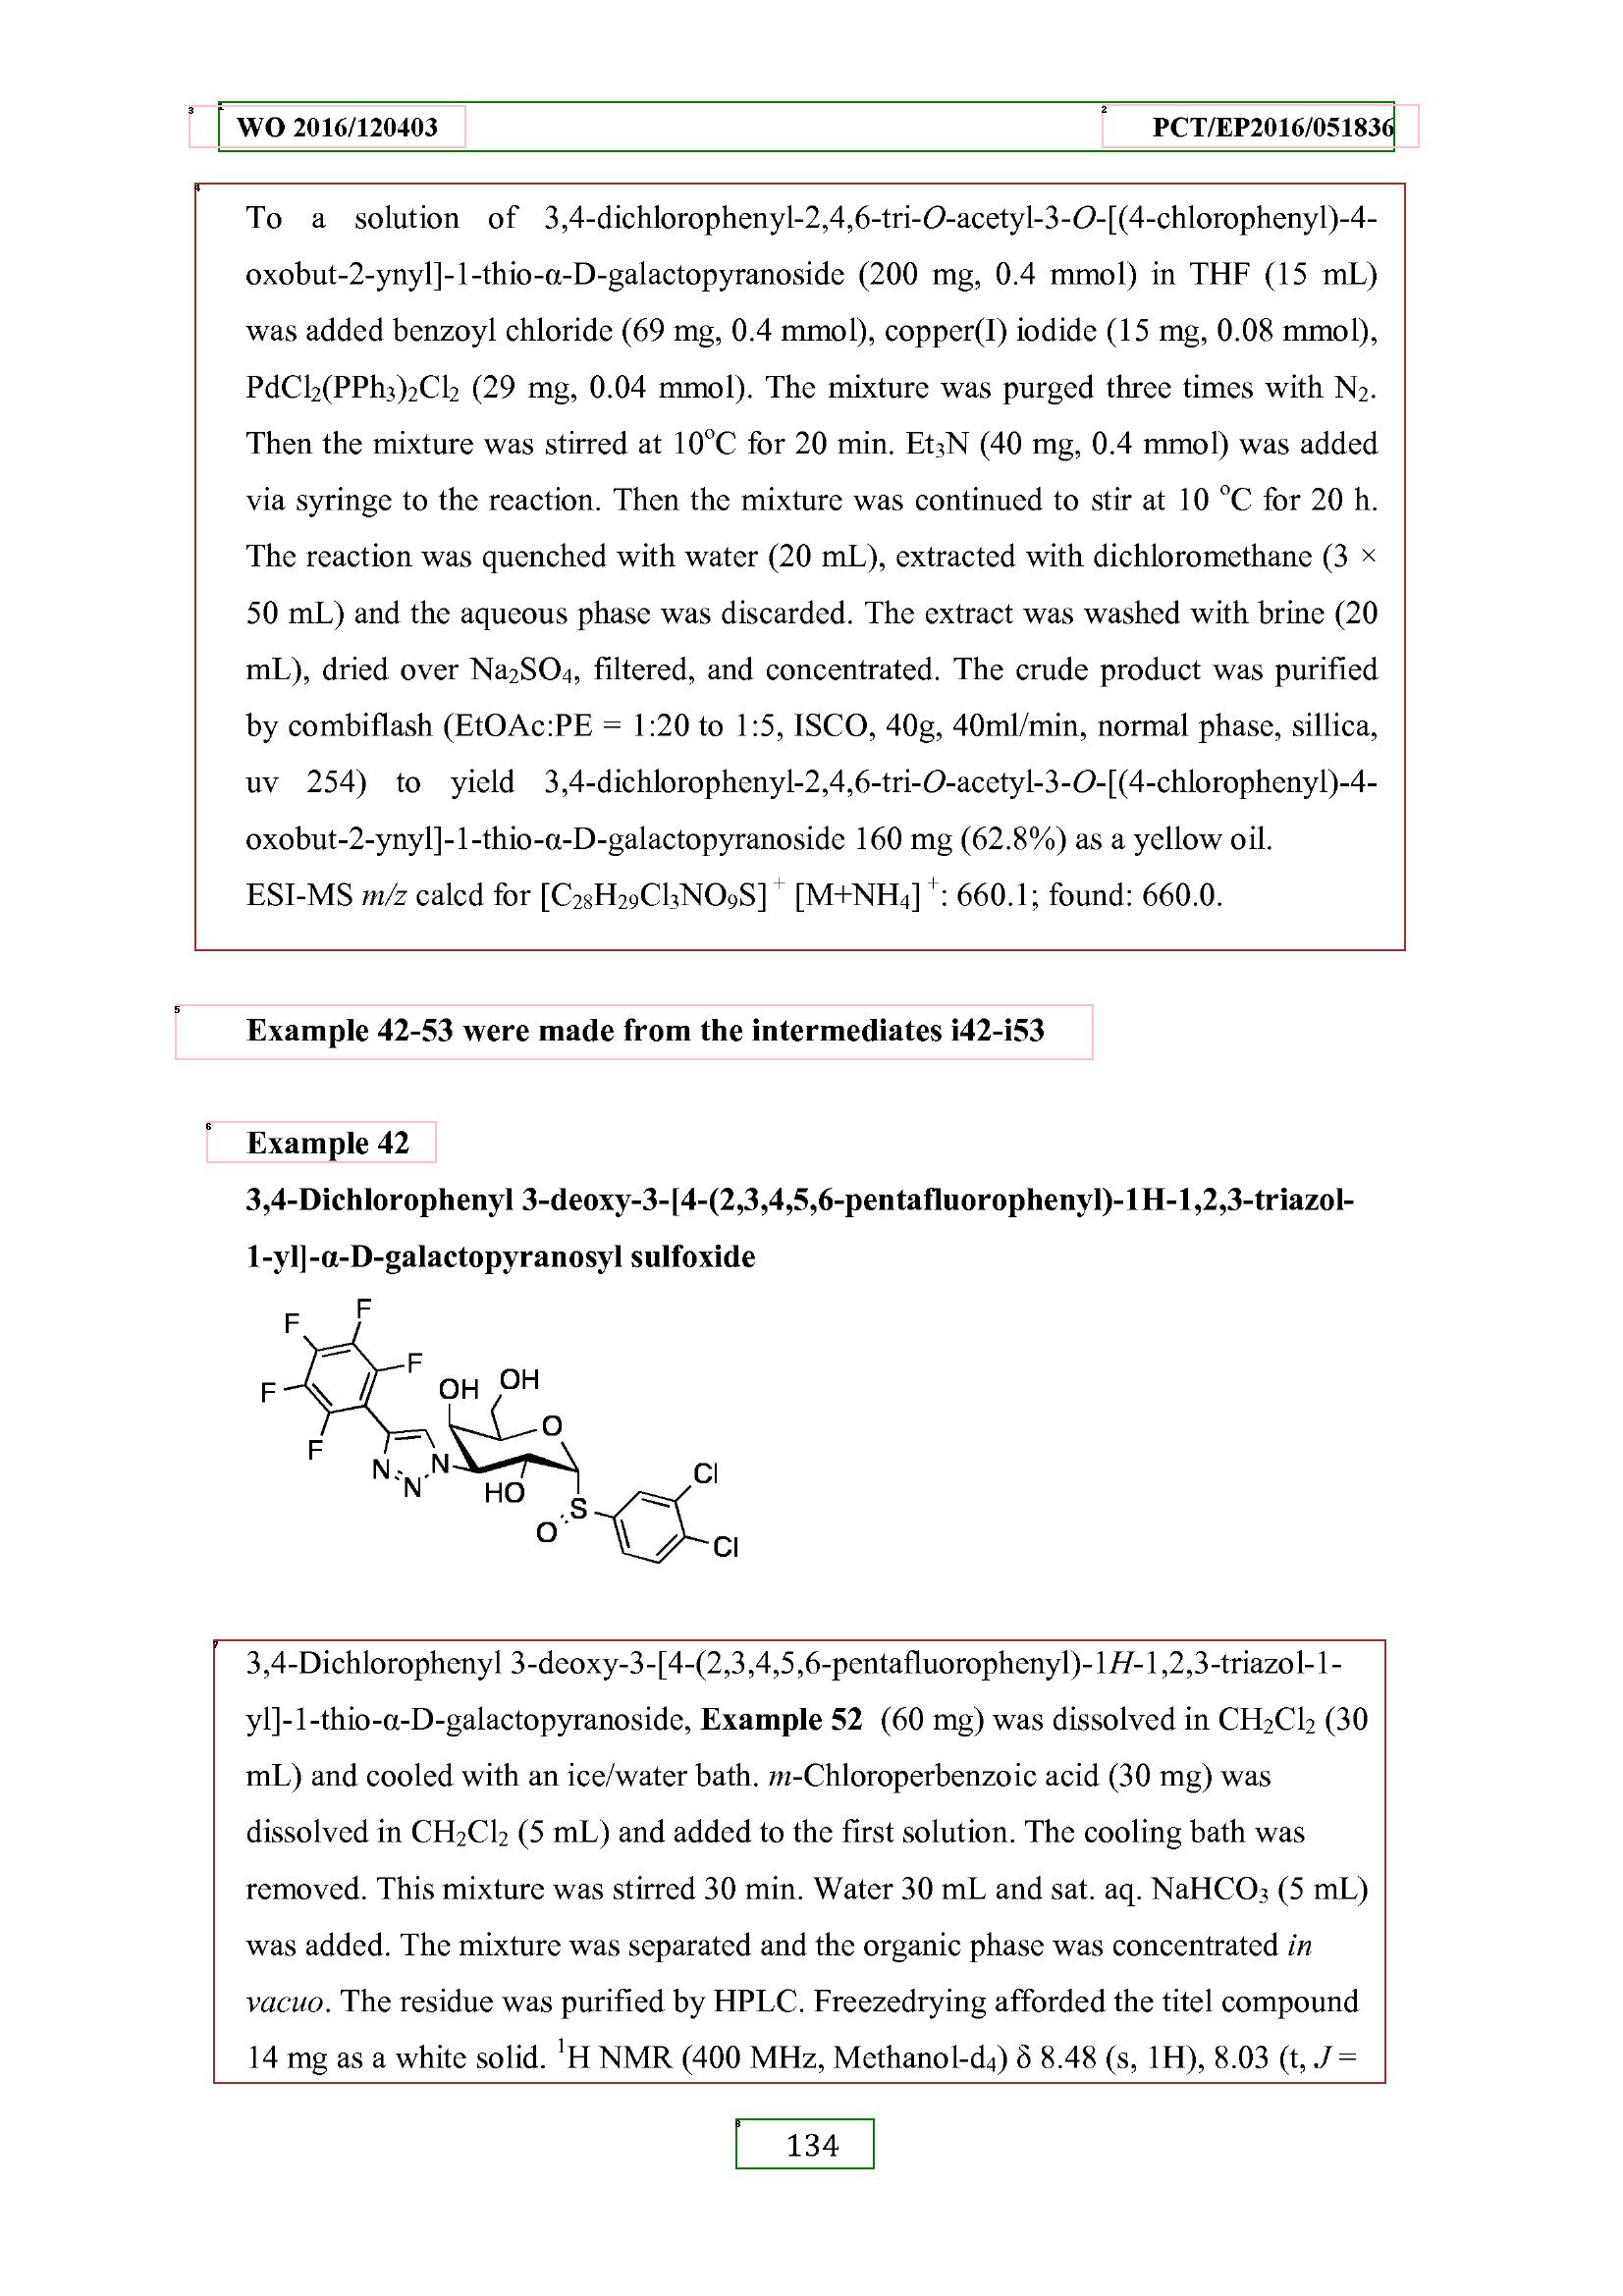 WO 2016/120403 PCT/EP2016/051836
To a solution of 3,4-dichlorophenyl-2,4,6-tri-O-acetyl-3-O-[(4-chlorophenyl)-4-
oxobut-2-ynyl]-1-thio-α-D-galactopyranoside (200 mg, 0.4 mmol) in THF (15 mL)
was added benzoyl chloride (69 mg, 0.4 mmol), copper(I) iodide (15 mg, 0.08 mmol),
PdCl₂(PPh₃)₂Cl₂ (29 mg, 0.04 mmol). The mixture was purged three times with N₂.
Then the mixture was stirred at 10°C for 20 min. Et₃N (40 mg, 0.4 mmol) was added
via syringe to the reaction. Then the mixture was continued to stir at 10 °C for 20 h.
The reaction was quenched with water (20 mL), extracted with dichloromethane (3 ×
50 mL) and the aqueous phase was discarded. The extract was washed with brine (20
mL), dried over Na₂SO₄, filtered, and concentrated. The crude product was purified
by combiflash (EtOAc:PE = 1:20 to 1:5, ISCO, 40g, 40ml/min, normal phase, sillica,
uv 254) to yield 3,4-dichlorophenyl-2,4,6-tri-O-acetyl-3-O-[(4-chlorophenyl)-4-
oxobut-2-ynyl]-1-thio-α-D-galactopyranoside 160 mg (62.8%) as a yellow oil.
ESI-MS m/z calcd for [C₂₈H₂₉Cl₃NO₉S]⁺ [M+NH₄]⁺: 660.1; found: 660.0.
Example 42-53 were made from the intermediates i42-i53
Example 42
3,4-Dichlorophenyl 3-deoxy-3-[4-(2,3,4,5,6-pentafluorophenyl)-1H-1,2,3-triazol-
1-yl]-α-D-galactopyranosyl sulfoxide
F F
F
F OH OH
F O
N N N
HO Cl
S
O Cl
3,4-Dichlorophenyl 3-deoxy-3-[4-(2,3,4,5,6-pentafluorophenyl)-1H-1,2,3-triazol-1-
yl]-1-thio-α-D-galactopyranoside, Example 52 (60 mg) was dissolved in CH₂Cl₂ (30
mL) and cooled with an ice/water bath. m-Chloroperbenzoic acid (30 mg) was
dissolved in CH₂Cl₂ (5 mL) and added to the first solution. The cooling bath was
removed. This mixture was stirred 30 min. Water 30 mL and sat. aq. NaHCO₃ (5 mL)
was added. The mixture was separated and the organic phase was concentrated in
vacuo. The residue was purified by HPLC. Freezedrying afforded the titel compound
14 mg as a white solid. ¹H NMR (400 MHz, Methanol-d₄) δ 8.48 (s, 1H), 8.03 (t, J =
134